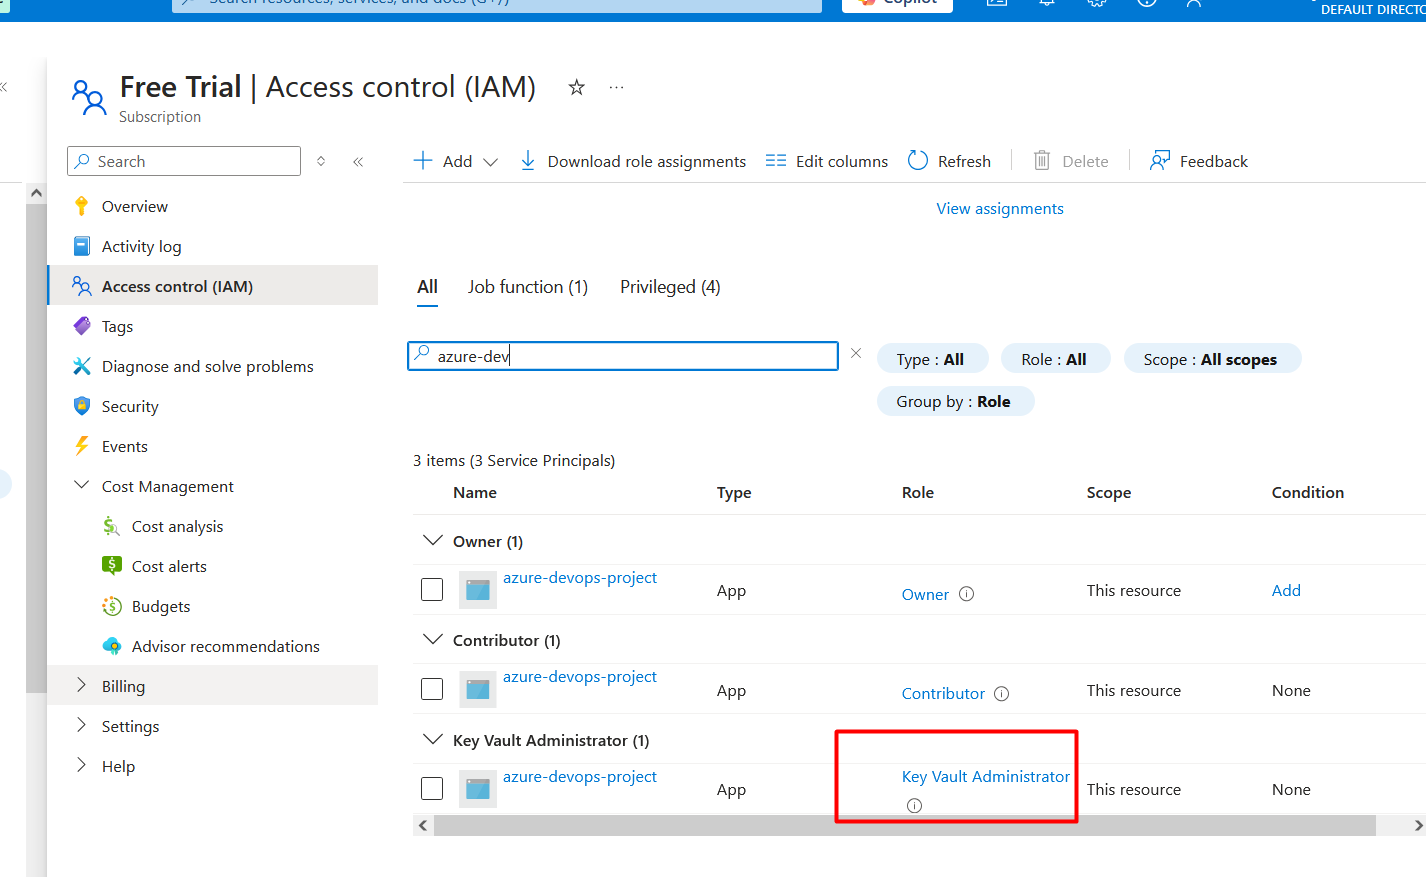 Search resources, services, and docs (G+/)
Copilot
DEFAULT DIRECTO
Free Trial | Access control (IAM)
Subscription
Search
Add
Download role assignments
Edit columns
Refresh
Delete
Feedback
View assignments
Overview
Activity log
Access control (IAM)
Tags
Diagnose and solve problems
Security
Events
Cost Management
Cost analysis
Cost alerts
Budgets
Advisor recommendations
Billing
Settings
Help
All Job function (1) Privileged (4)
azure-dev
Type : All Role : All Scope : All scopes
Group by : Role
3 items (3 Service Principals)
Name Type Role Scope Condition
Owner (1)
azure-devops-project App Owner This resource Add
Contributor (1)
azure-devops-project App Contributor This resource None
Key Vault Administrator (1)
azure-devops-project App Key Vault Administrator This resource None